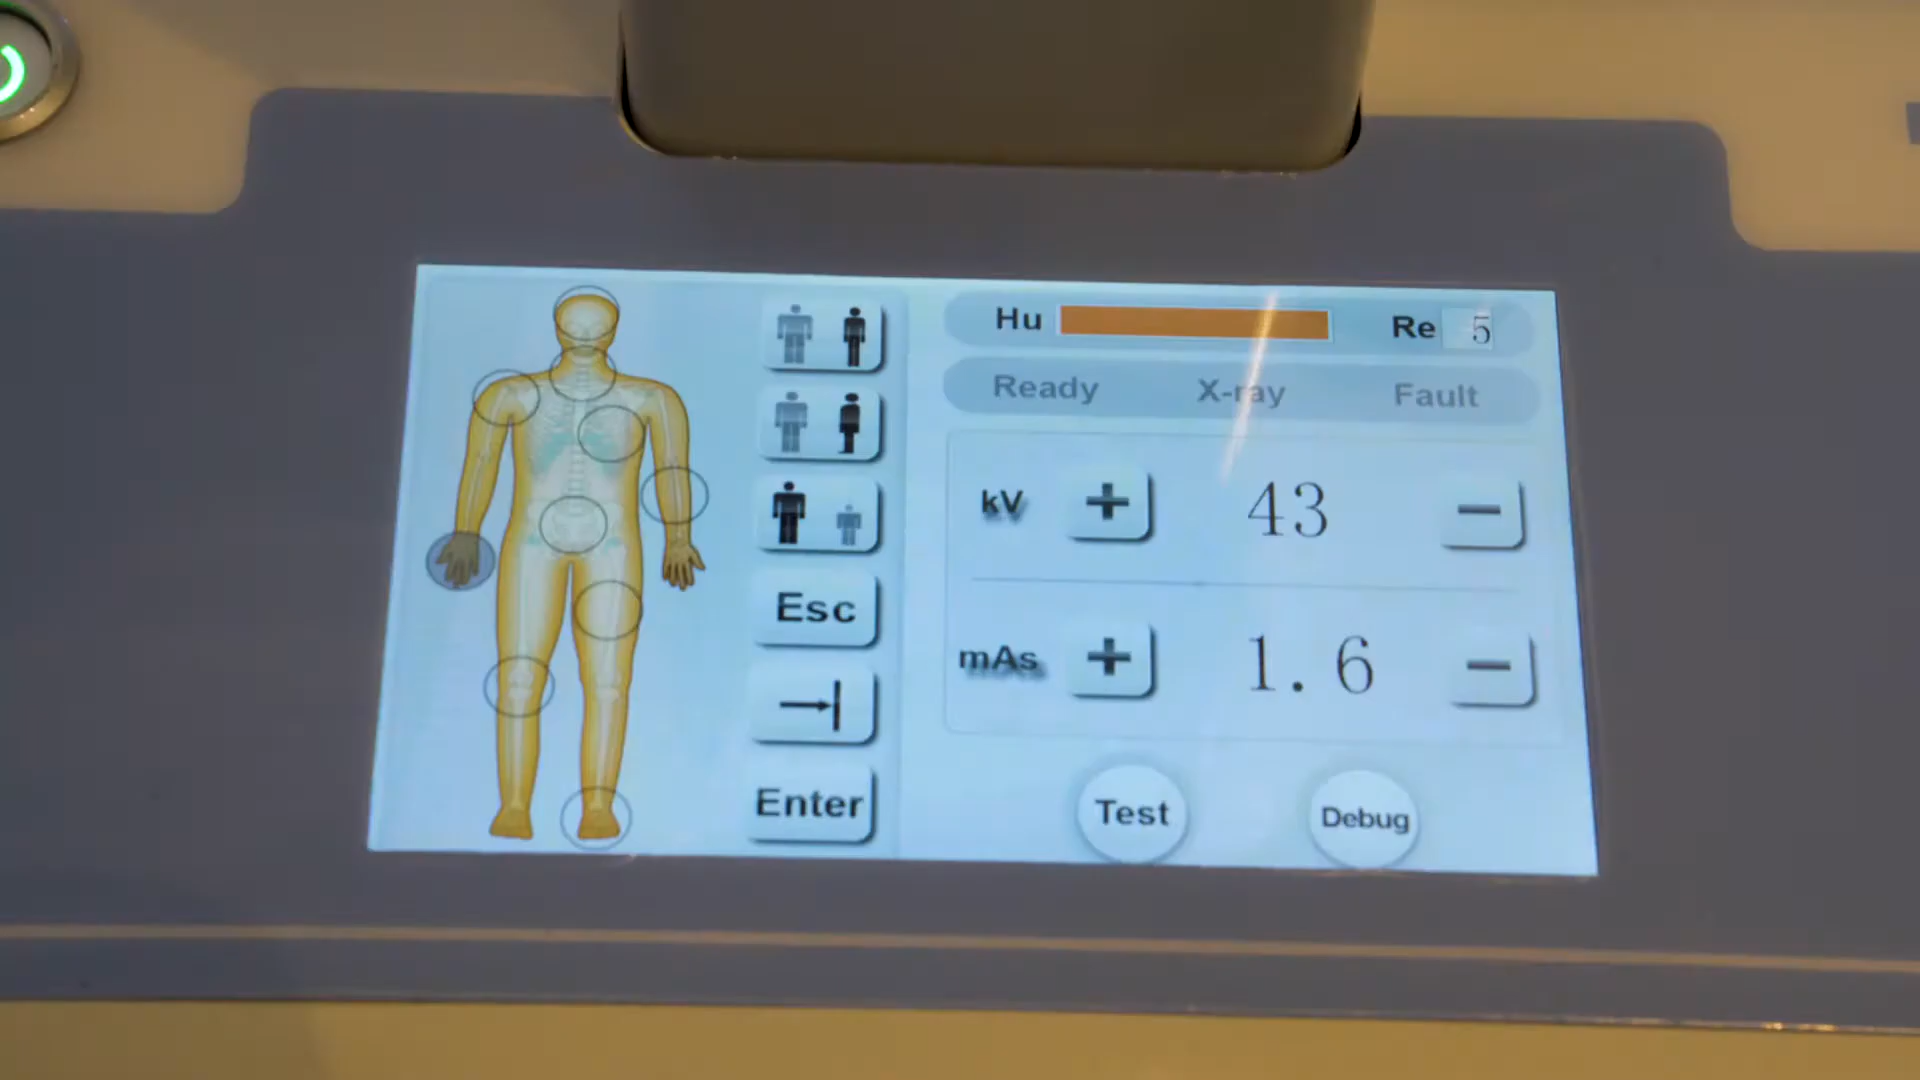 Hu Re 5
Ready X-ray Fault
kV + 43 −
mAs + 1.6 −
Esc
Enter
Test Debug